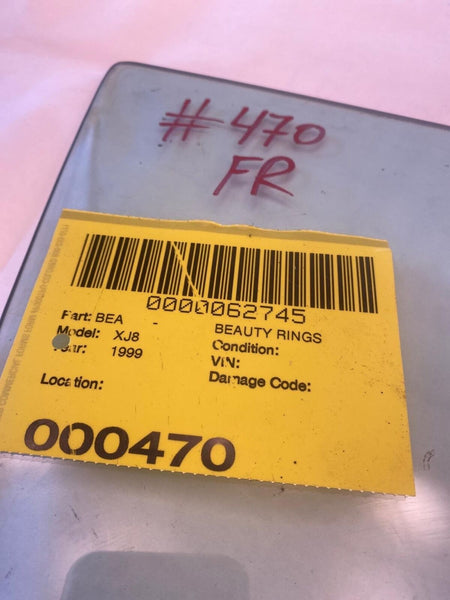 #470
FR
0000062745
Part: BEA BEAUTY RINGS
Model: XJ8 Condition:
Year: 1999 VIN:
Location: Damage Code:
000470